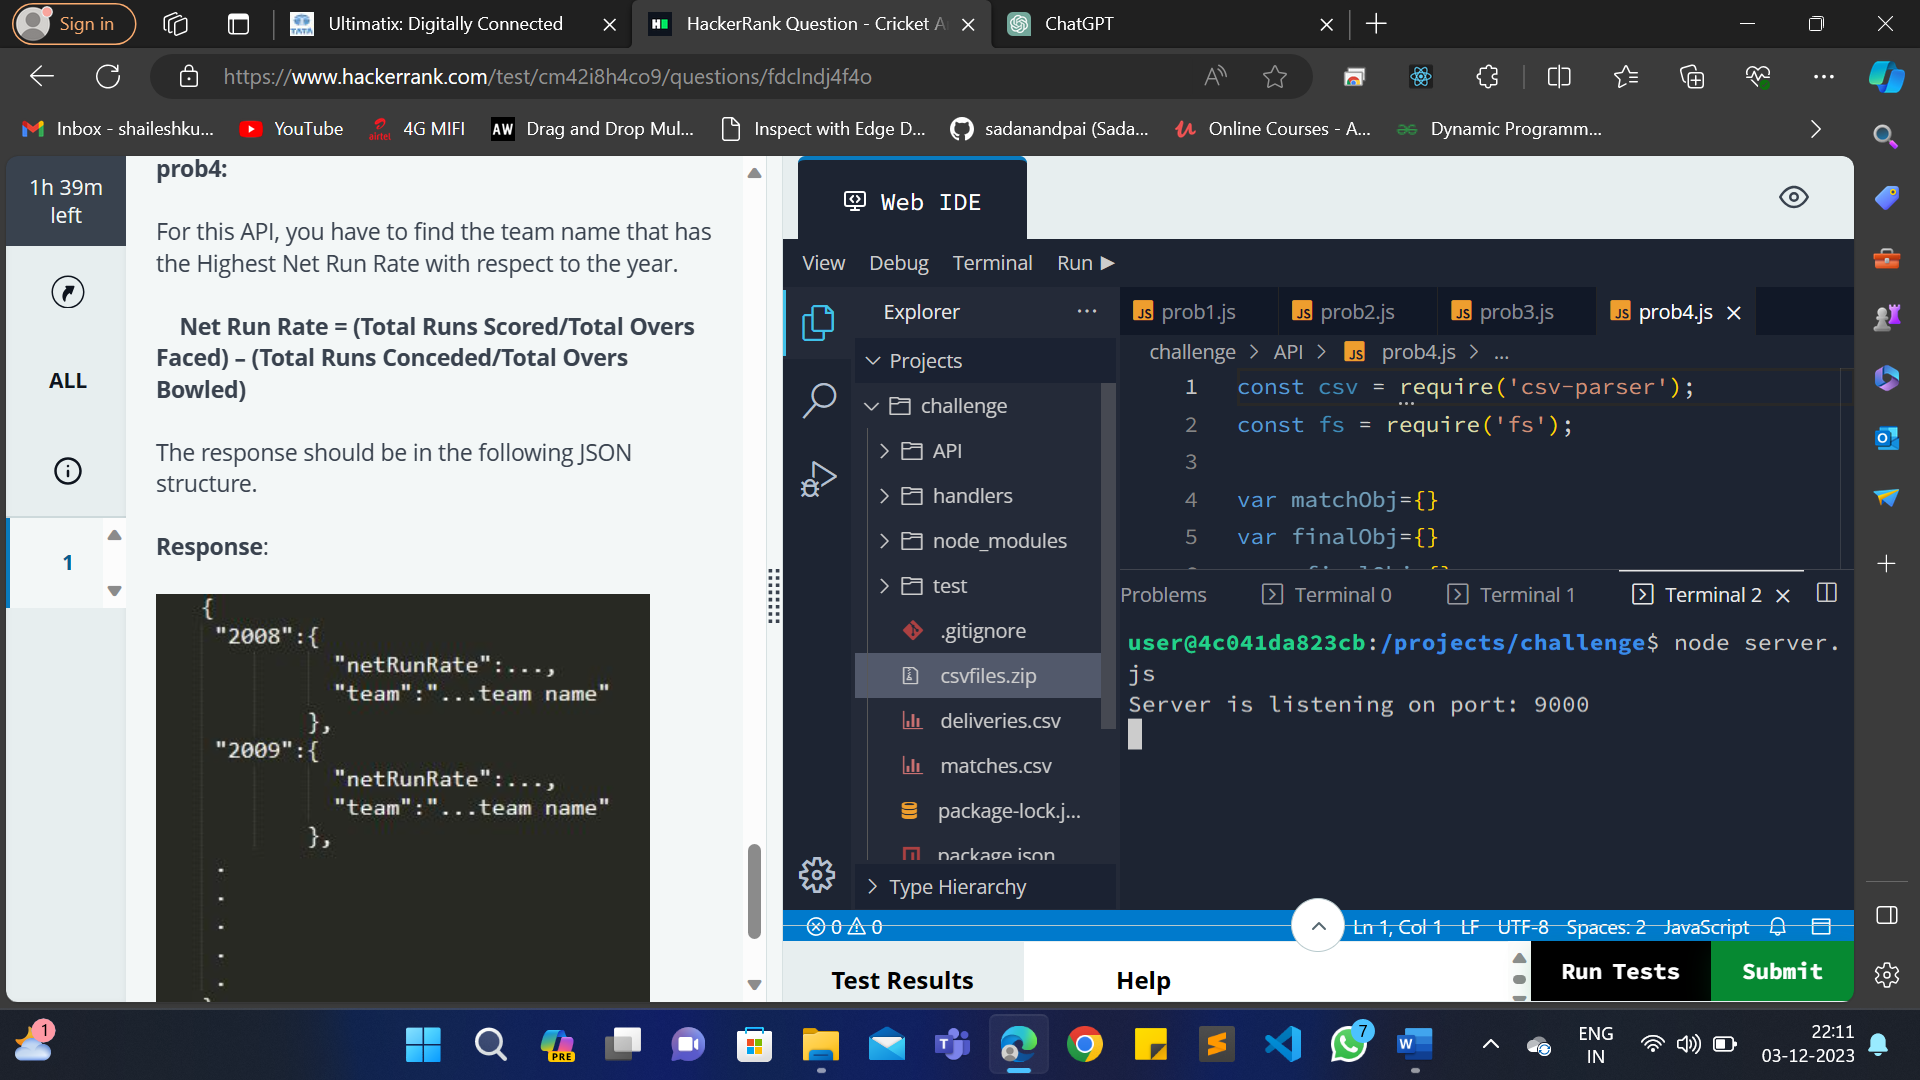 Sign in
Ultimatix: Digitally Connected
HackerRank Question - Cricket A
ChatGPT
https://www.hackerrank.com/test/cm42i8h4co9/questions/fdclndj4f4o
Inbox - shaileshku...
YouTube
4G MIFI
Drag and Drop Mul...
Inspect with Edge D...
sadanandpai (Sada...
Online Courses - A...
Dynamic Programm...
1h 39m
left
ALL
1
prob4:
For this API, you have to find the team name that has
the Highest Net Run Rate with respect to the year.
Net Run Rate = (Total Runs Scored/Total Overs
Faced) – (Total Runs Conceded/Total Overs
Bowled)
The response should be in the following JSON
structure.
Response:
{
"2008":{
"netRunRate":...,
"team":"...team name"
},
"2009":{
"netRunRate":...,
"team":"...team name"
},
.
.
.
.
.
Web IDE
View Debug Terminal Run
Explorer ...
Projects
challenge
API
handlers
node_modules
test
.gitignore
csvfiles.zip
deliveries.csv
matches.csv
package-lock.j...
package.json
Type Hierarchy
JS prob1.js
JS prob2.js
JS prob3.js
JS prob4.js
challenge > API > JS prob4.js > ...
1 const csv = require('csv-parser');
2 const fs = require('fs');
3
4 var matchObj={}
5 var finalObj={}
Problems
Terminal 0
Terminal 1
Terminal 2
user@4c041da823cb:/projects/challenge$ node server.
js
Server is listening on port: 9000
0 0
Ln 1, Col 1 LF UTF-8 Spaces: 2 JavaScript
Test Results
Help
Run Tests
Submit
1
PRE
7
ENG
IN
22:11
03-12-2023